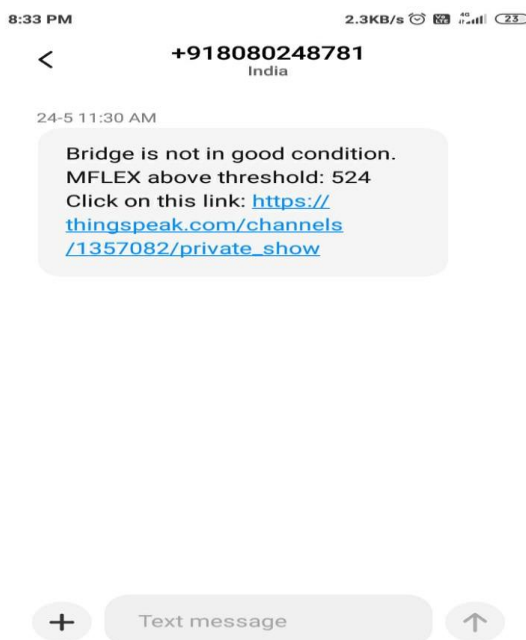 8:33 PM 2.3KB/s 4G 23
+918080248781
India
24-5 11:30 AM
Bridge is not in good condition.
MFLEX above threshold: 524
Click on this link: https://
thingspeak.com/channels
/1357082/private_show
Text message